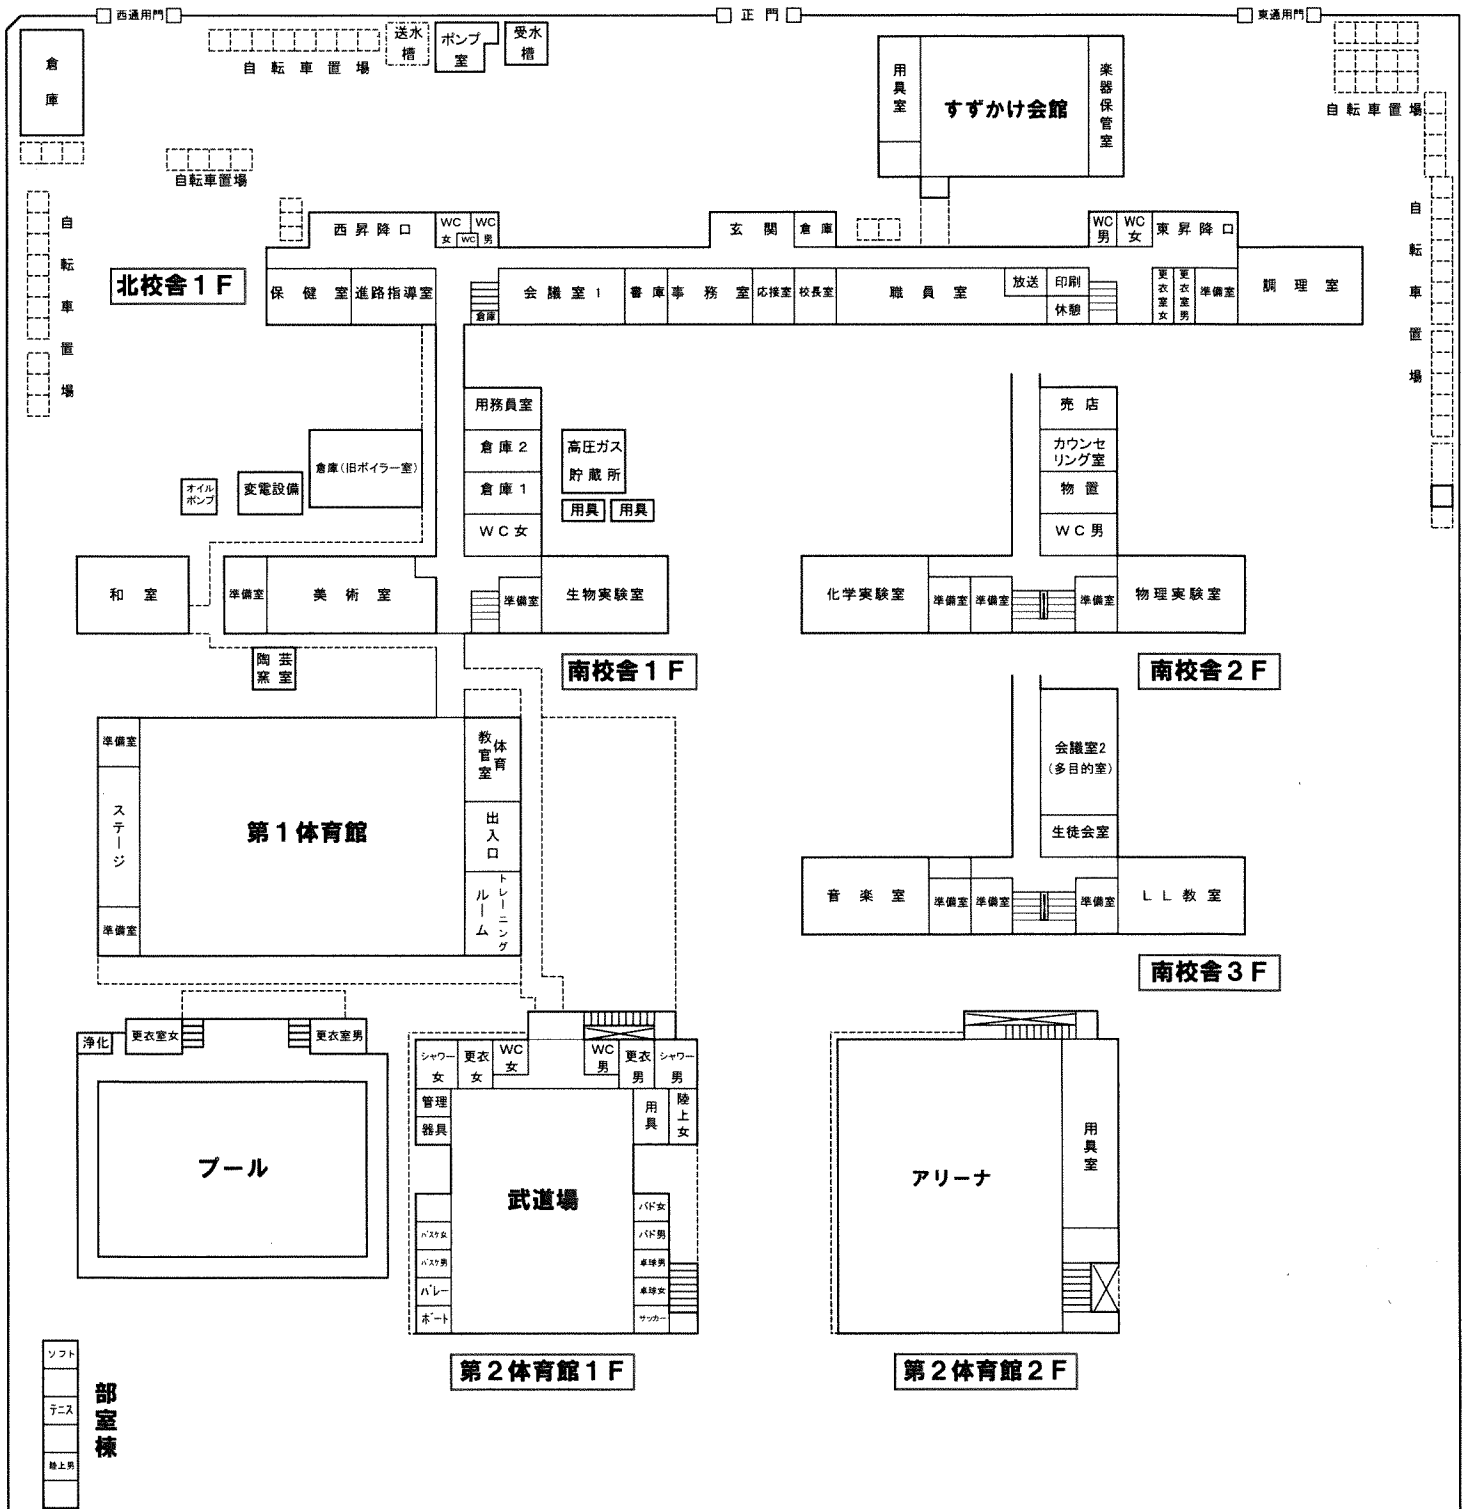 西通用門
正門
東通用門
倉庫
自転車置場
送水槽
ポンプ室
受水槽
用具室
すずかけ会館
楽器保管室
自転車置場
自転車置場
自転車置場
自転車置場
北校舎1F
西昇降口
WC女
WC
WC男
玄関
倉庫
WC男
WC女
東昇降口
保健室
進路指導室
倉庫
会議室1
書庫
事務室
応接室
校長室
職員室
放送
印刷
休憩
更衣室女
更衣室男
準備室
調理室
用務員室
倉庫2
倉庫1
WC女
高圧ガス
貯蔵所
用具
用具
倉庫(旧ボイラー室)
変電設備
オイル
ポンプ
売店
カウンセ
リング室
物置
WC男
和室
準備室
美術室
準備室
生物実験室
化学実験室
準備室
準備室
準備室
物理実験室
陶芸
窯室
南校舎1F
南校舎2F
準備室
ステージ
準備室
第1体育館
体育
教官室
出入口
トレーニング
ルーム
会議室2
(多目的室)
生徒会室
音楽室
準備室
準備室
準備室
LL教室
南校舎3F
浄化
更衣室女
更衣室男
プール
シャワー女
更衣女
WC女
WC男
更衣男
シャワー男
管理
器具
用具
陸上女
武道場
バスケ女
バスケ男
バレー
ボート
バド女
バド男
卓球男
卓球女
サッカー
アリーナ
用具室
第2体育館1F
第2体育館2F
ソフト
テニス
陸上男
部室棟